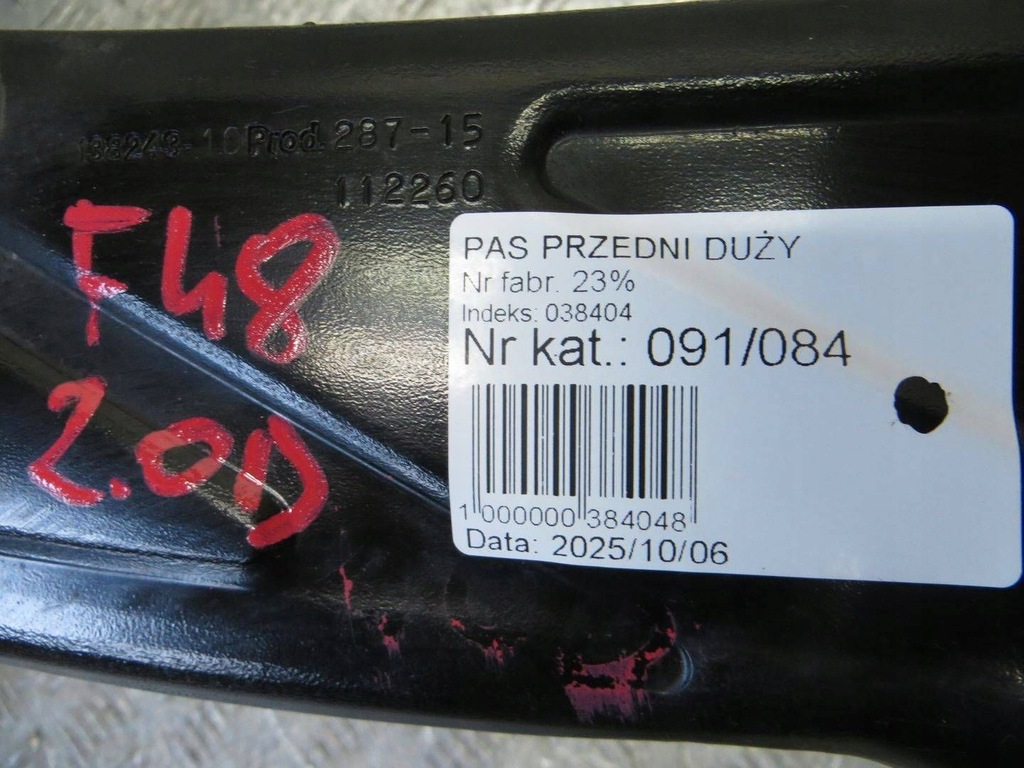 Prod. 287-15
112260
F48
2.0D
PAS PRZEDNI DUŻY
Nr fabr. 23%
Indeks: 038404
Nr kat.: 091/084
1 000000 384048
Data: 2025/10/06